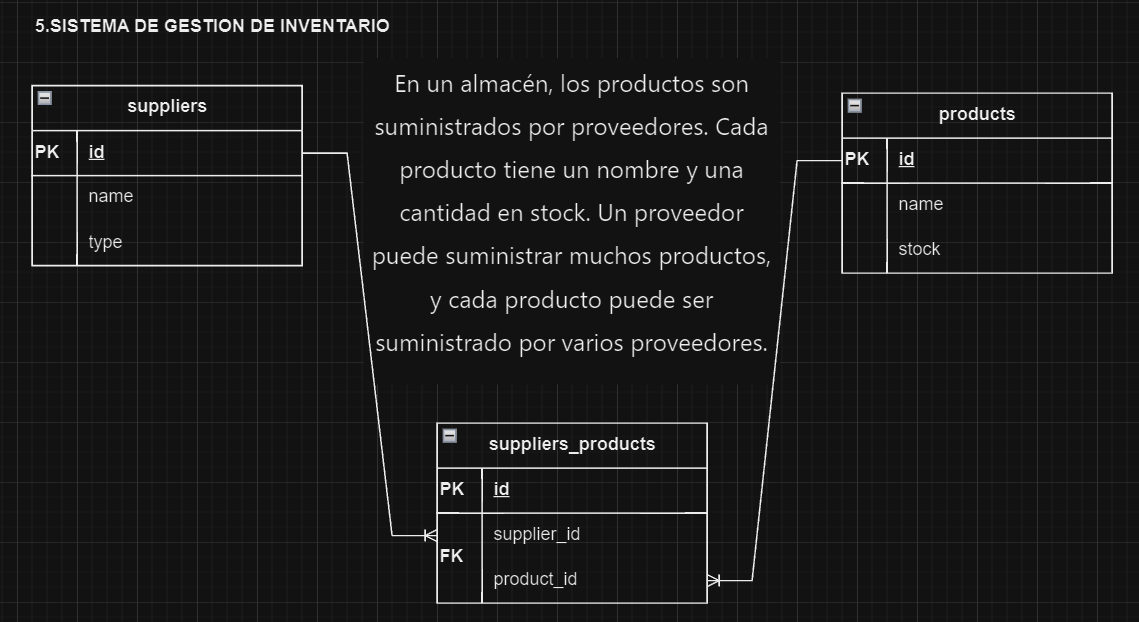 5.SISTEMA DE GESTION DE INVENTARIO
suppliers
PK id
name
type
En un almacén, los productos son
suministrados por proveedores. Cada
producto tiene un nombre y una
cantidad en stock. Un proveedor
puede suministrar muchos productos,
y cada producto puede ser
suministrado por varios proveedores.
products
PK id
name
stock
suppliers_products
PK id
supplier_id
FK
product_id